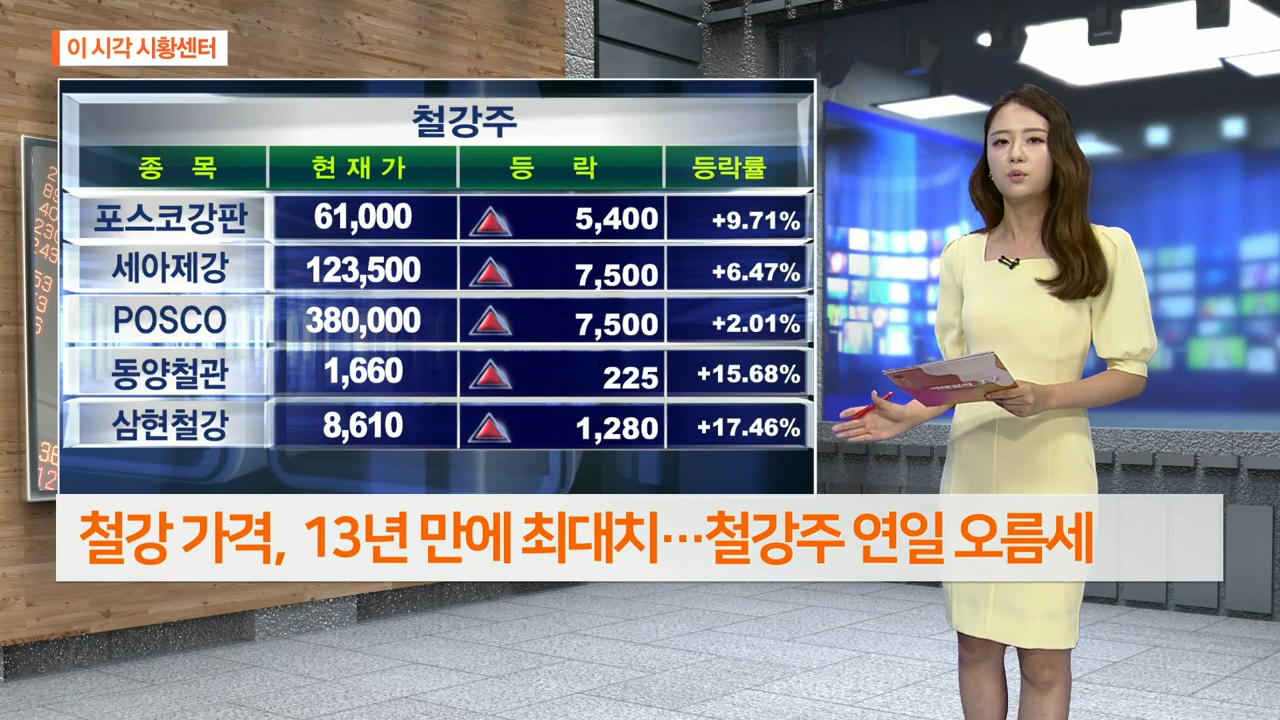 이 시각 시황센터
철강주
종 목 현 재 가 등 락 등락률
포스코강판 61,000 ▲ 5,400 +9.71%
세아제강 123,500 ▲ 7,500 +6.47%
POSCO 380,000 ▲ 7,500 +2.01%
동양철관 1,660 ▲ 225 +15.68%
삼현철강 8,610 ▲ 1,280 +17.46%
철강 가격, 13년 만에 최대치…철강주 연일 오름세